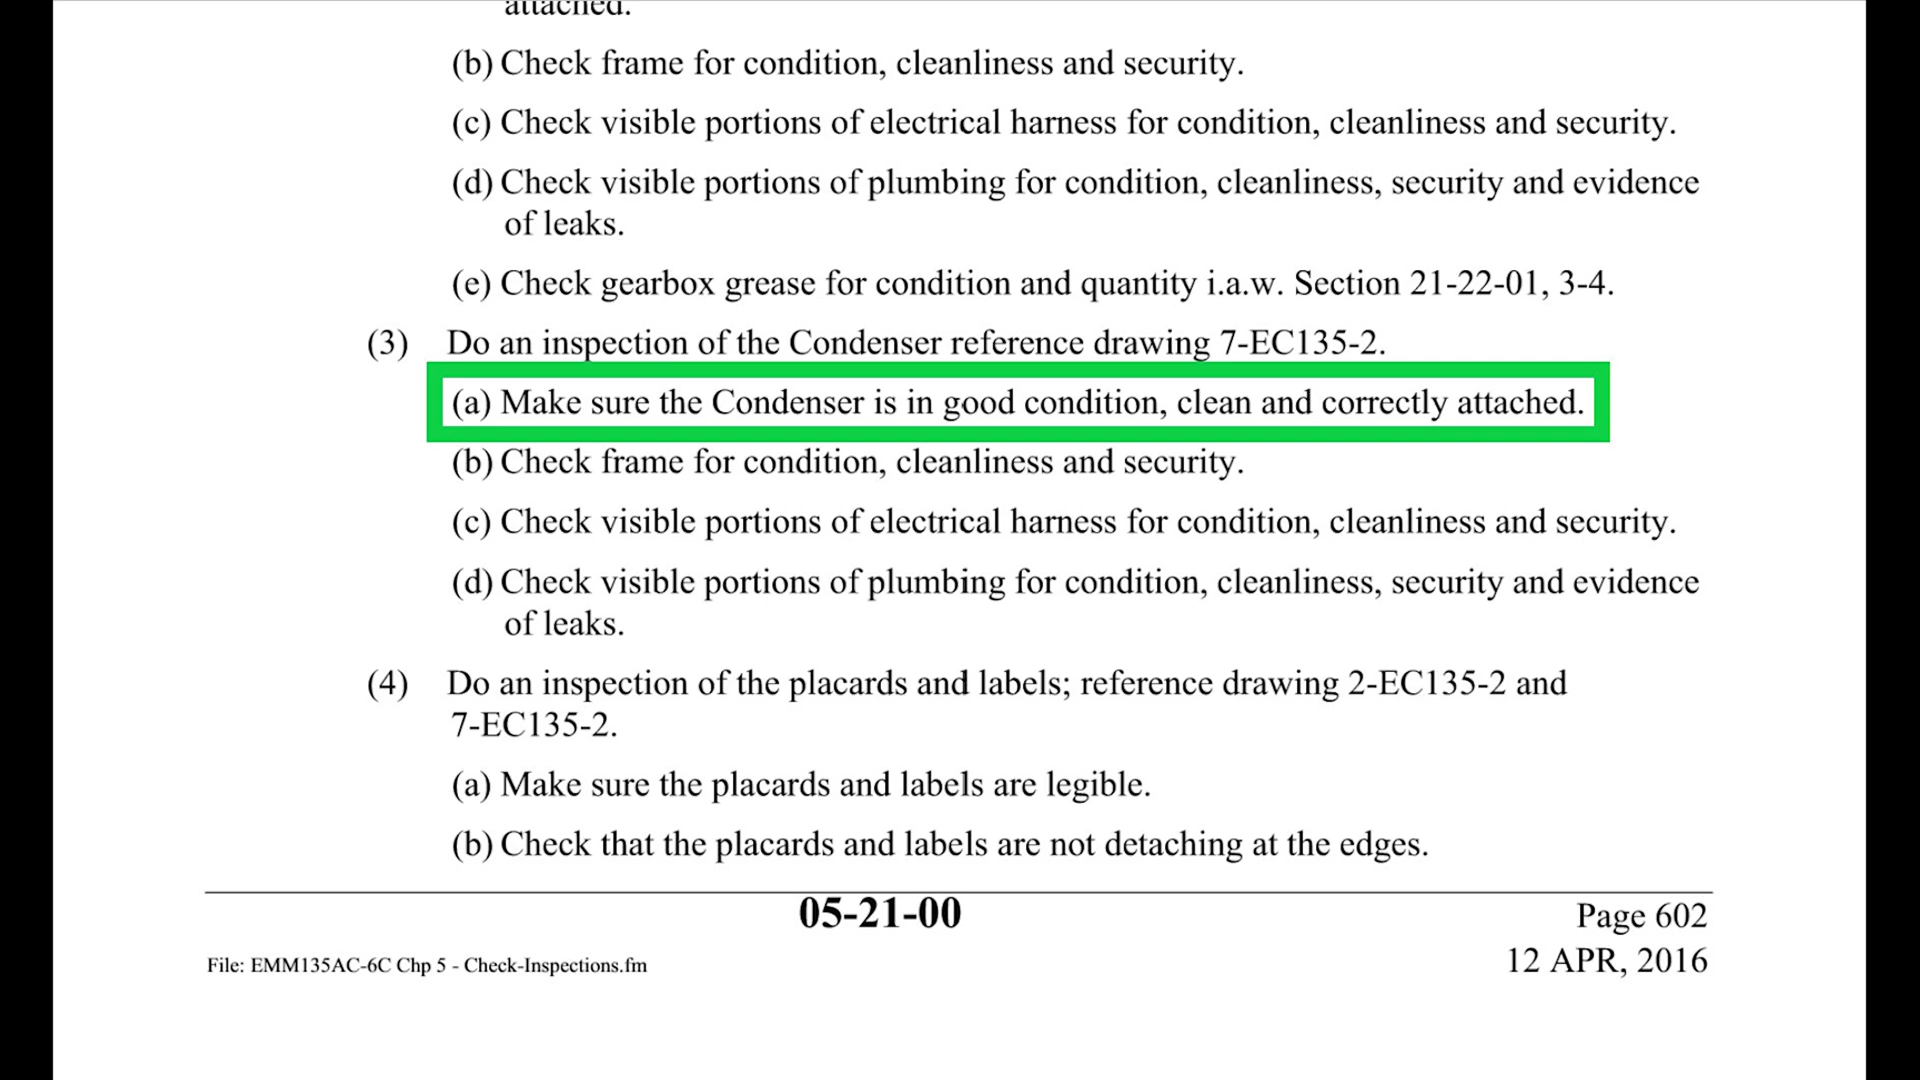 attached.
(b) Check frame for condition, cleanliness and security.
(c) Check visible portions of electrical harness for condition, cleanliness and security.
(d) Check visible portions of plumbing for condition, cleanliness, security and evidence
of leaks.
(e) Check gearbox grease for condition and quantity i.a.w. Section 21-22-01, 3-4.
(3) Do an inspection of the Condenser reference drawing 7-EC135-2.
(a) Make sure the Condenser is in good condition, clean and correctly attached.
(b) Check frame for condition, cleanliness and security.
(c) Check visible portions of electrical harness for condition, cleanliness and security.
(d) Check visible portions of plumbing for condition, cleanliness, security and evidence
of leaks.
(4) Do an inspection of the placards and labels; reference drawing 2-EC135-2 and
7-EC135-2.
(a) Make sure the placards and labels are legible.
(b) Check that the placards and labels are not detaching at the edges.
05-21-00
Page 602
File: EMM135AC-6C Chp 5 - Check-Inspections.fm
12 APR, 2016